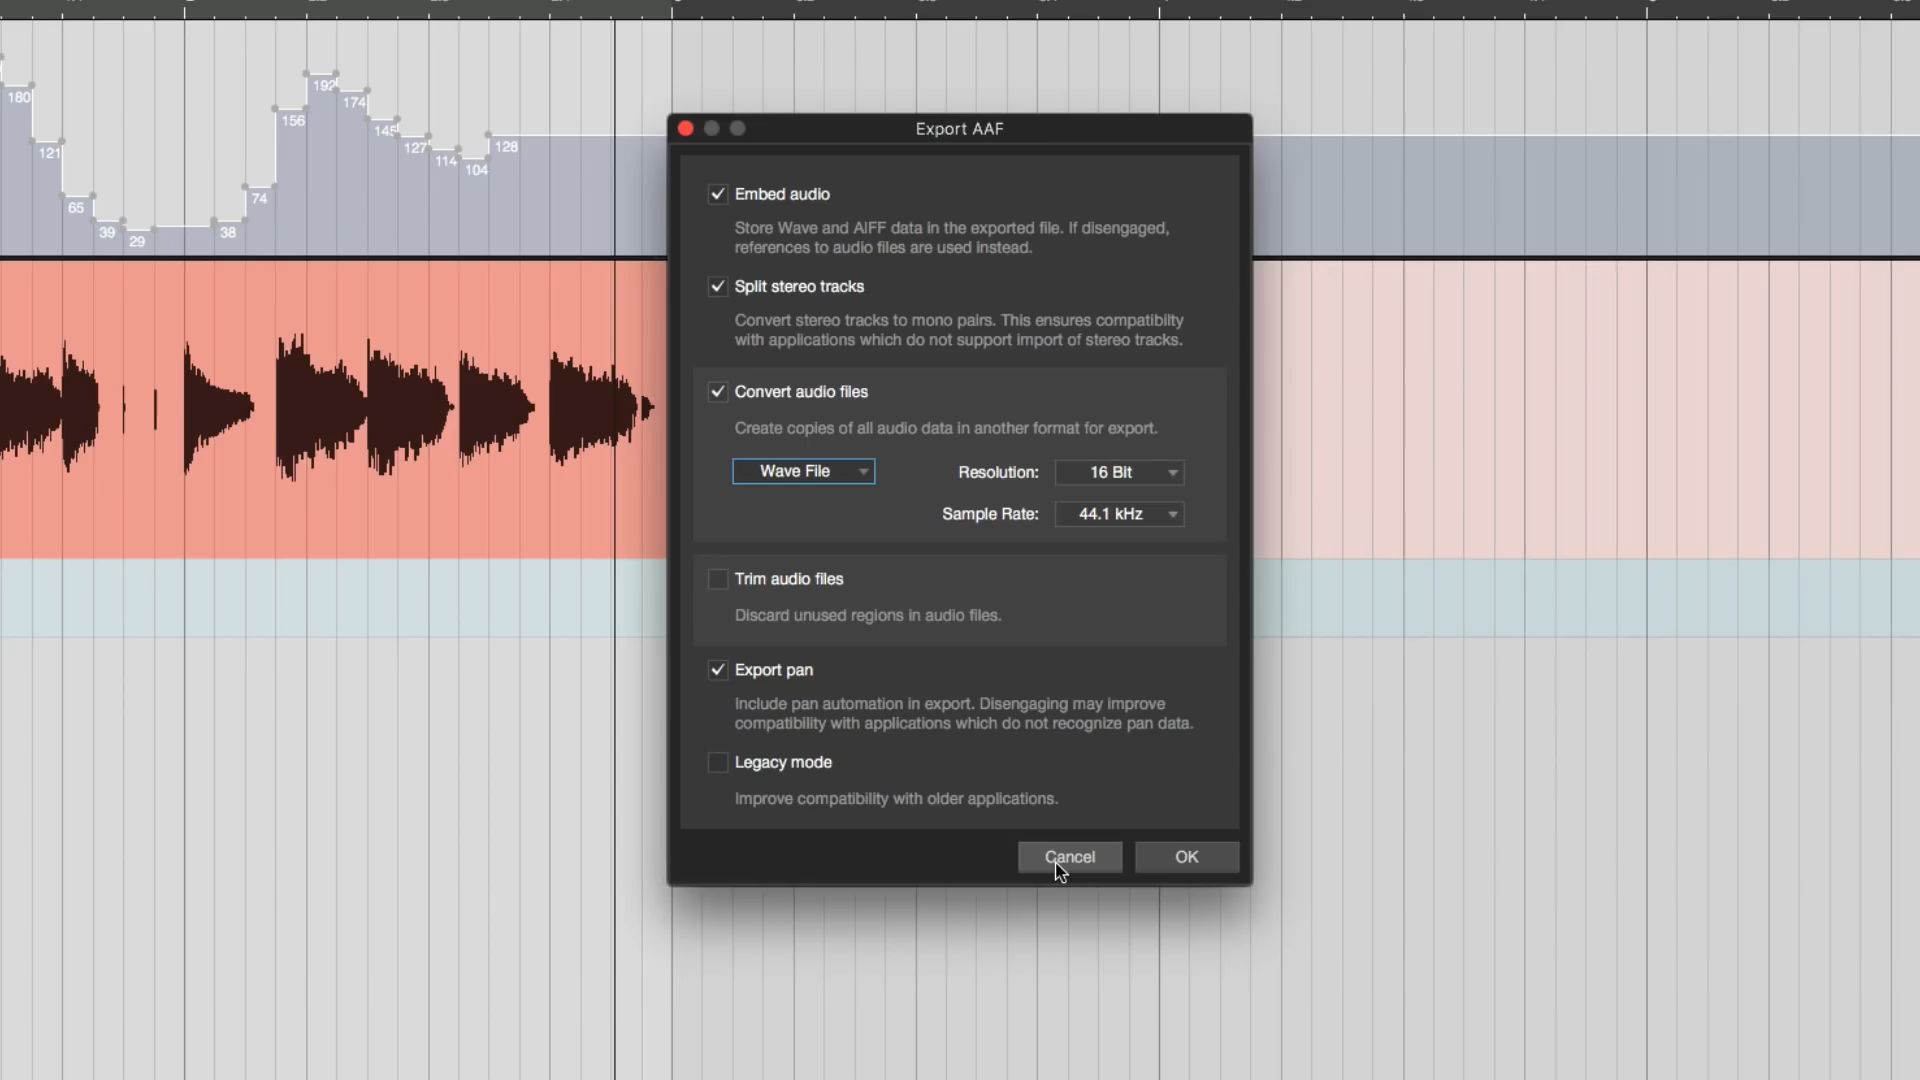 180
121
65
39
29
38
74
156
192
174
145
127
114
104
128
Export AAF
Embed audio
Store Wave and AIFF data in the exported file. If disengaged,
references to audio files are used instead.
Split stereo tracks
Convert stereo tracks to mono pairs. This ensures compatibilty
with applications which do not support import of stereo tracks.
Convert audio files
Create copies of all audio data in another format for export.
Wave File
Resolution:
16 Bit
Sample Rate:
44.1 kHz
Trim audio files
Discard unused regions in audio files.
Export pan
Include pan automation in export. Disengaging may improve
compatibility with applications which do not recognize pan data.
Legacy mode
Improve compatibility with older applications.
Cancel
OK